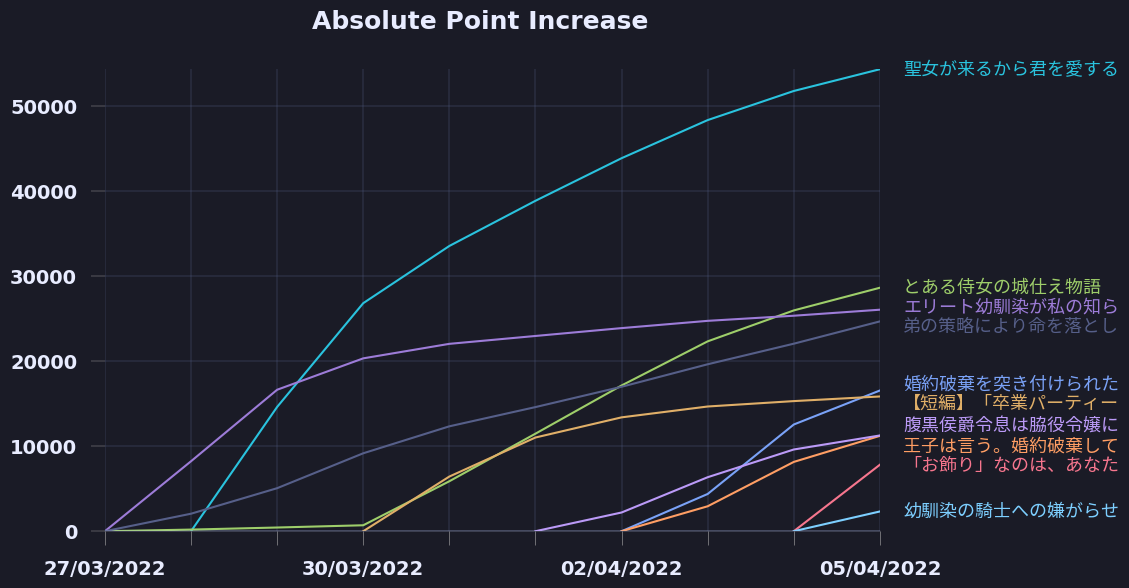 Absolute Point Increase
50000
40000
30000
20000
10000
0
27/03/2022
30/03/2022
02/04/2022
05/04/2022
聖女が来るから君を愛する
とある侍女の城仕え物語
エリート幼馴染が私の知ら
弟の策略により命を落とし
婚約破棄を突き付けられた
【短編】「卒業パーティー
腹黒侯爵令息は脇役令嬢に
王子は言う。婚約破棄して
「お飾り」なのは、あなた
幼馴染の騎士への嫌がらせ